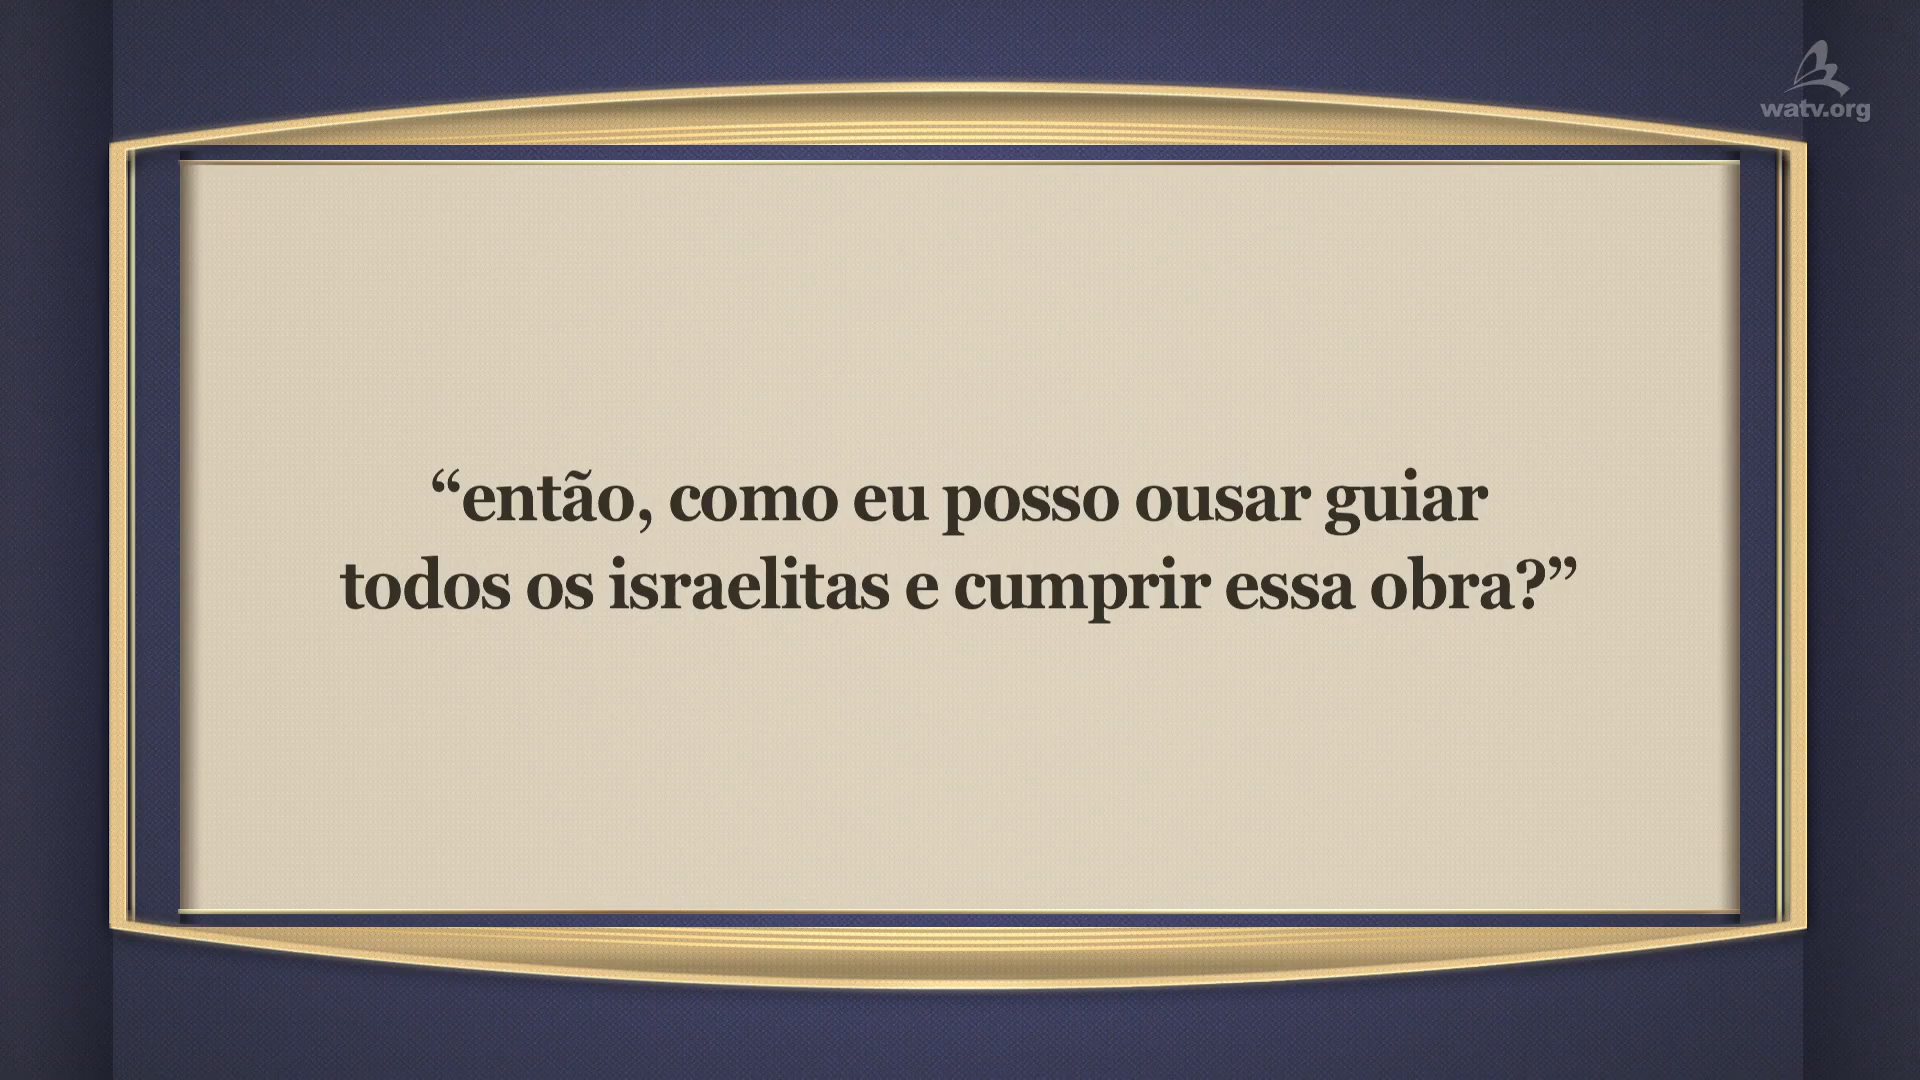 watv.org
“então, como eu posso ousar guiar
todos os israelitas e cumprir essa obra?”